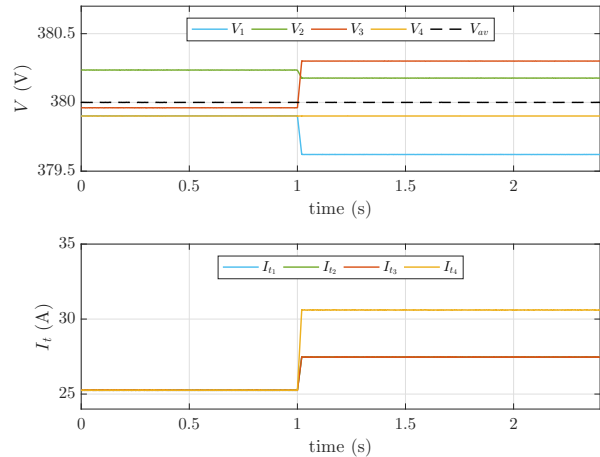 380.5
V₁ V₂ V₃ V₄ Vₐᵥ
V (V)
380
379.5
0 0.5 1 1.5 2
time (s)
35
Iₜ₁ Iₜ₂ Iₜ₃ Iₜ₄
Iₜ (A)
30
25
0 0.5 1 1.5 2
time (s)